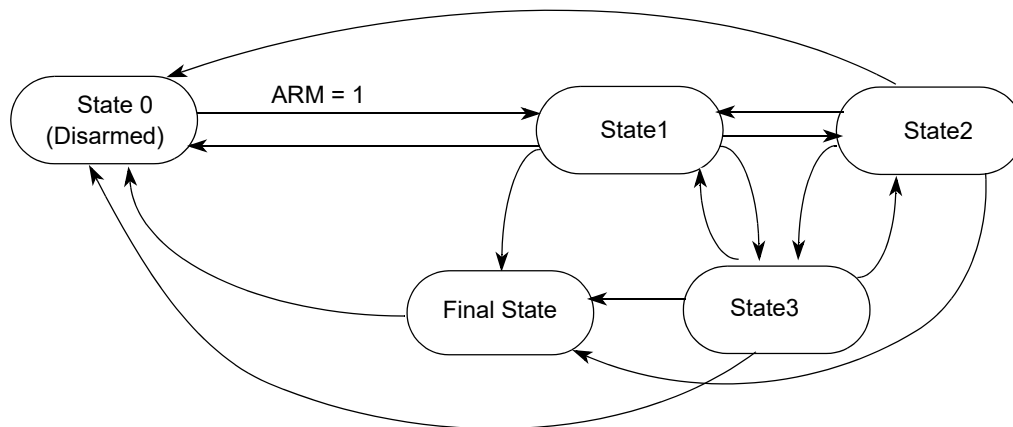 State 0
(Disarmed)
ARM = 1
State1
State2
Final State
State3